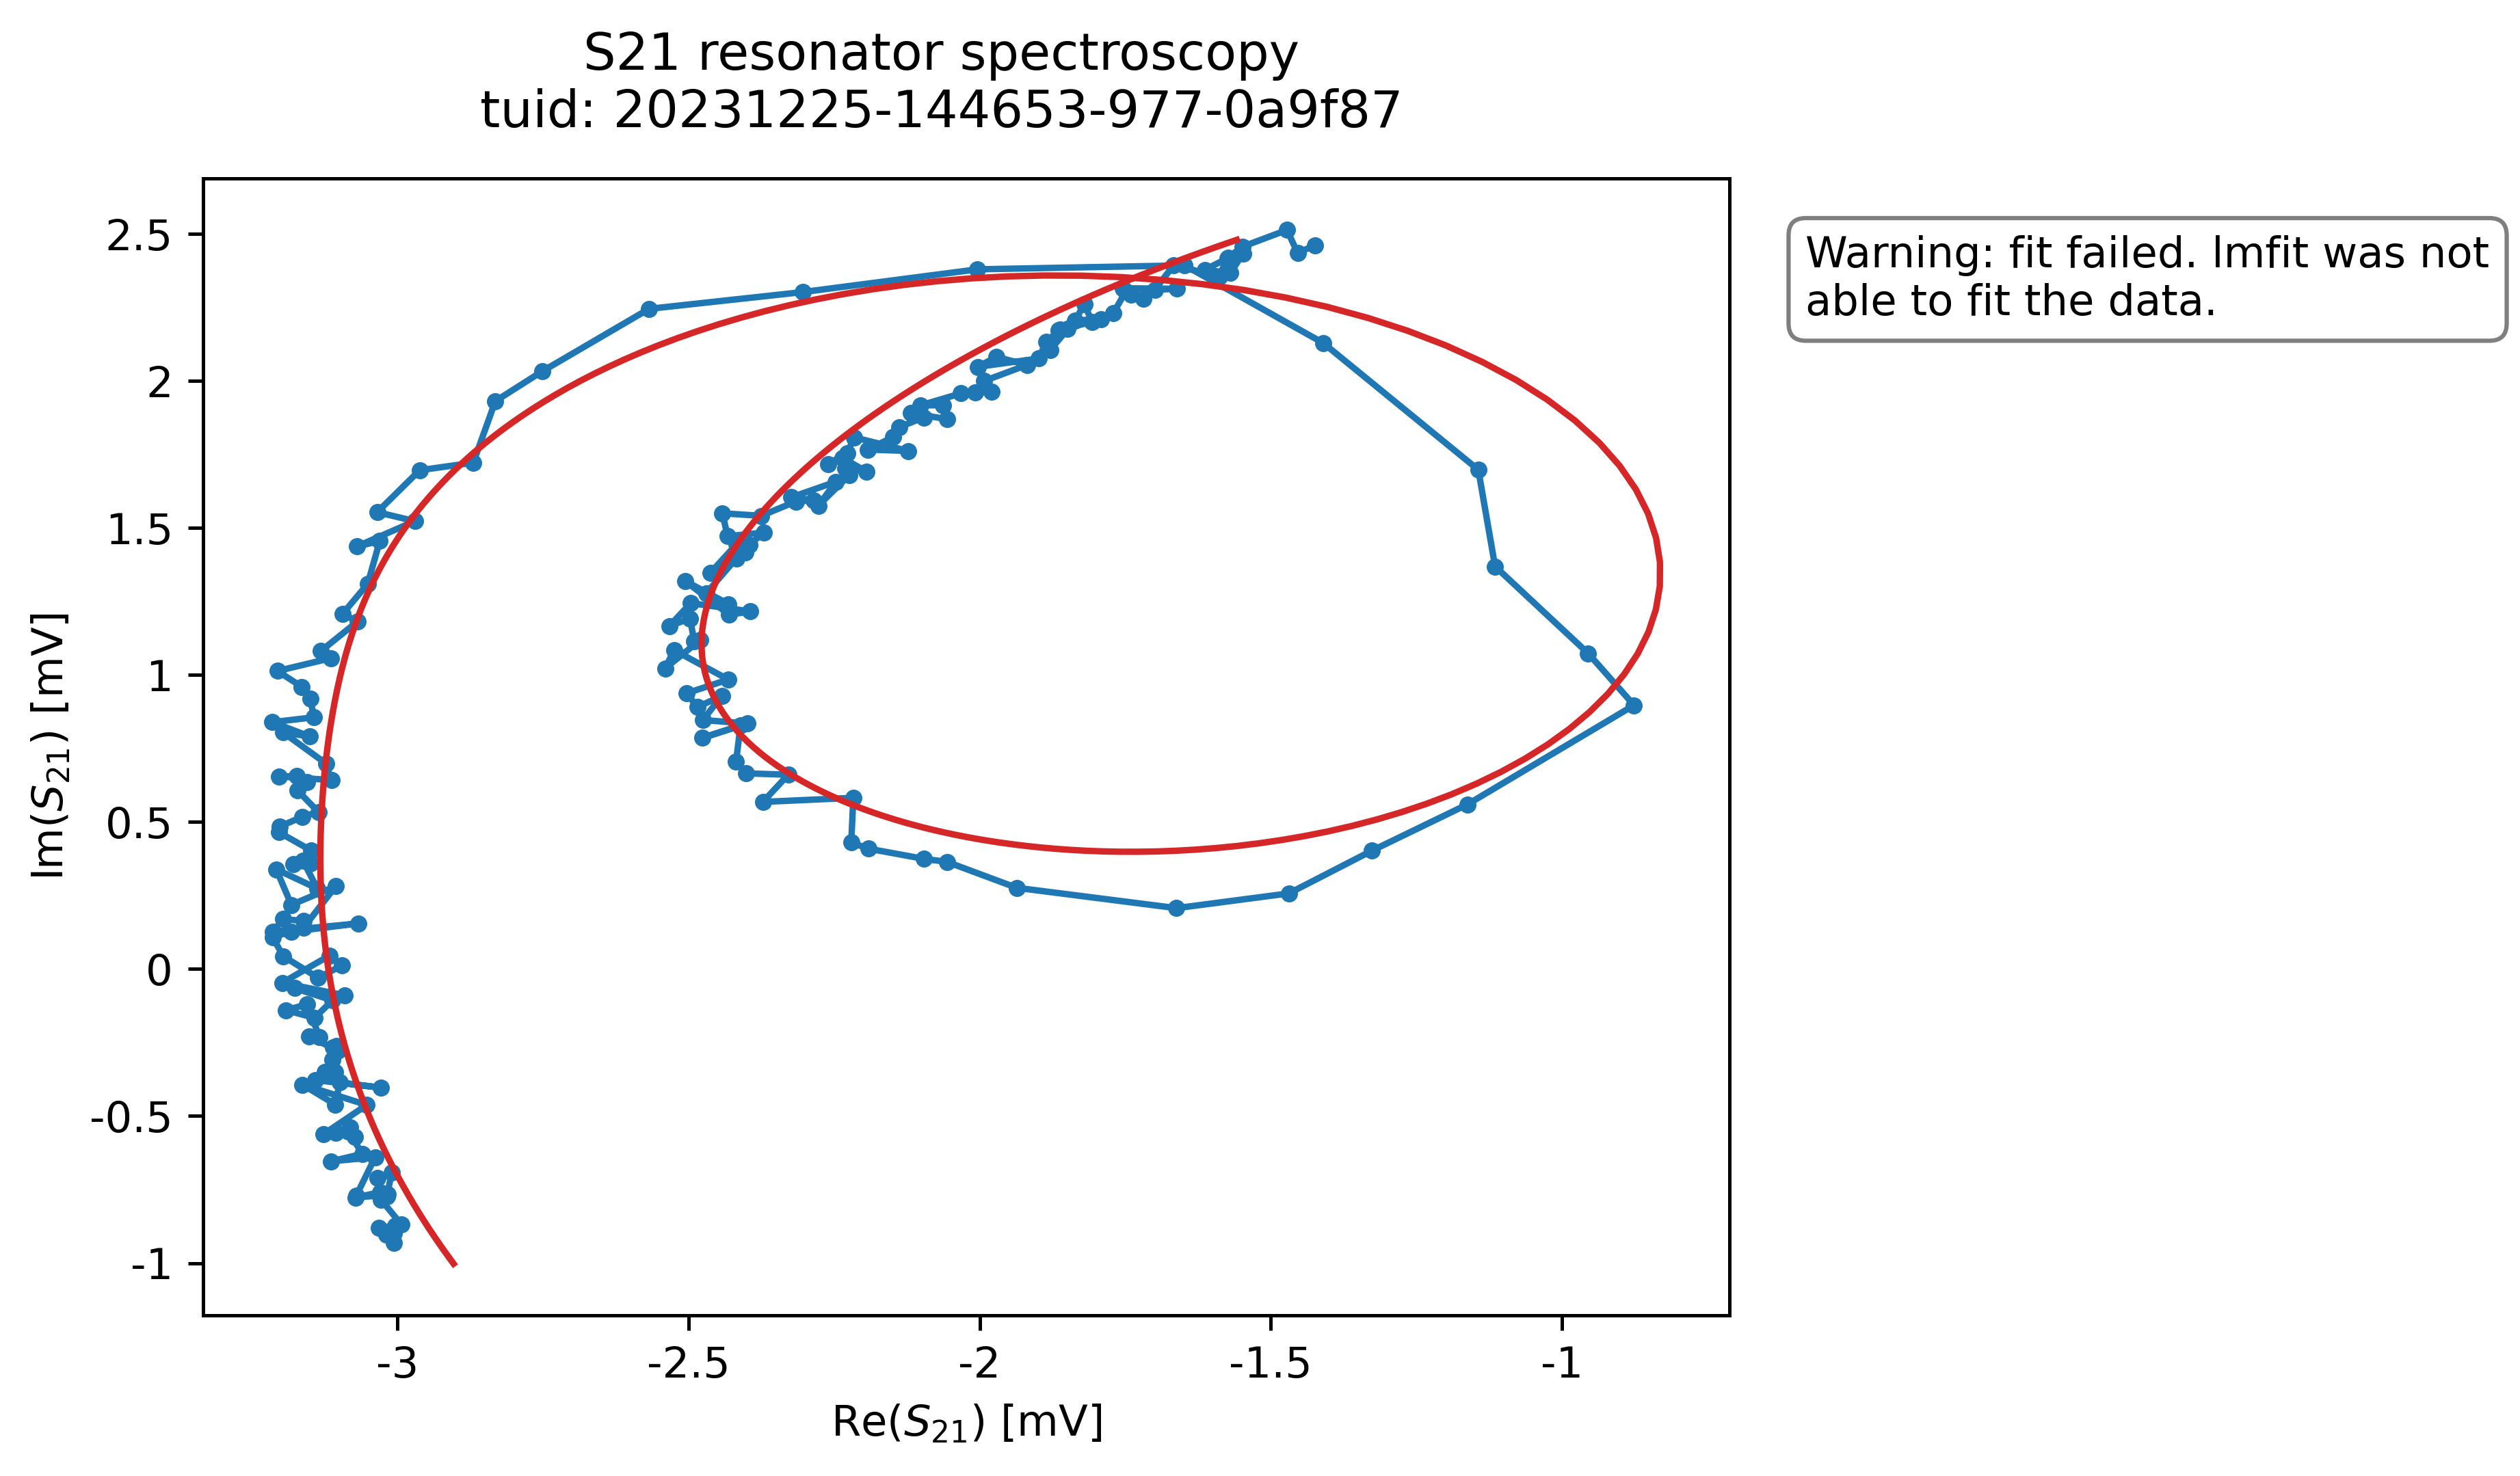 S21 resonator spectroscopy
tuid: 20231225-144653-977-0a9f87
Warning: fit failed. lmfit was not
able to fit the data.
Im(S21) [mV]
2.5
2
1.5
1
0.5
0
-0.5
-1
-3
-2.5
-2
-1.5
-1
Re(S21) [mV]